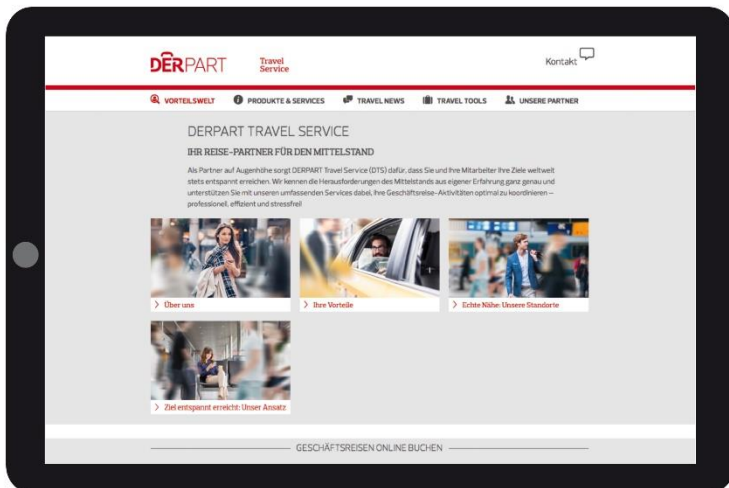 DERPART Travel
Service
Kontakt
VORTEILSWELT PRODUKTE & SERVICES TRAVEL NEWS TRAVEL TOOLS UNSERE PARTNER
DERPART TRAVEL SERVICE
IHR REISE-PARTNER FÜR DEN MITTELSTAND
Als Partner auf Augenhöhe sorgt DERPART Travel Service (DTS) dafür, dass Sie und Ihre Mitarbeiter Ihre Ziele weltweit
stets entspannt erreichen. Wir kennen die Herausforderungen des Mittelstands aus eigener Erfahrung ganz genau und
unterstützen Sie mit unseren umfassenden Services dabei, Ihre Geschäftsreise-Aktivitäten optimal zu koordinieren –
professionell, effizient und stressfrei!
> Über uns
> Ihre Vorteile
> Echte Nähe: Unsere Standorte
> Ziel entspannt erreicht: Unser Ansatz
GESCHÄFTSREISEN ONLINE BUCHEN